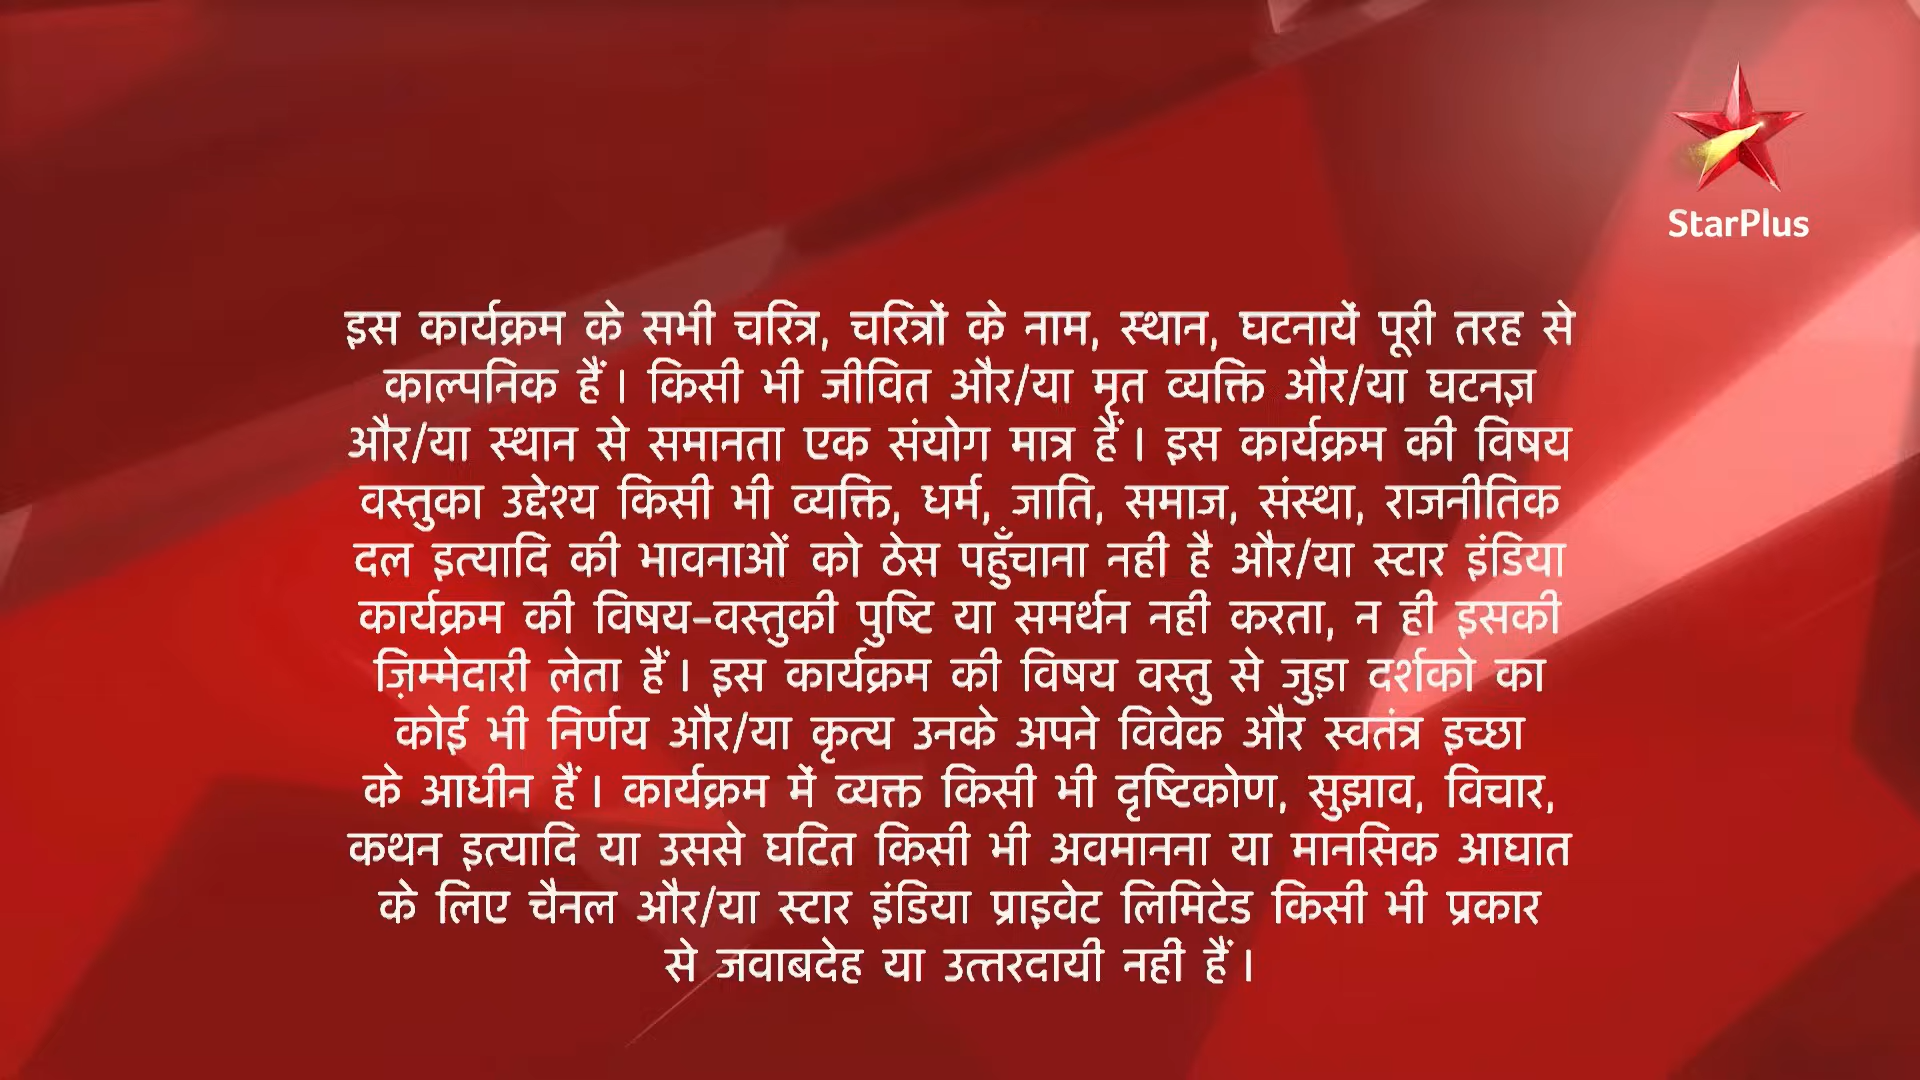 StarPlus
इस कार्यक्रम के सभी चरित्र, चरित्रों के नाम, स्थान, घटनायें पूरी तरह से
काल्पनिक हैं। किसी भी जीवित और/या मृत व्यक्ति और/या घटनज्ञ
और/या स्थान से समानता एक संयोग मात्र हैं। इस कार्यक्रम की विषय
वस्तुका उद्देश्य किसी भी व्यक्ति, धर्म, जाति, समाज, संस्था, राजनीतिक
दल इत्यादि की भावनाओं को ठेस पहुँचाना नही है और/या स्टार इंडिया
कार्यक्रम की विषय-वस्तुकी पुष्टि या समर्थन नही करता, न ही इसकी
ज़िम्मेदारी लेता हैं। इस कार्यक्रम की विषय वस्तु से जुड़ा दर्शको का
कोई भी निर्णय और/या कृत्य उनके अपने विवेक और स्वतंत्र इच्छा
के आधीन हैं। कार्यक्रम में व्यक्त किसी भी दृष्टिकोण, सुझाव, विचार,
कथन इत्यादि या उससे घटित किसी भी अवमानना या मानसिक आघात
के लिए चैनल और/या स्टार इंडिया प्राइवेट लिमिटेड किसी भी प्रकार
से जवाबदेह या उत्तरदायी नही हैं।